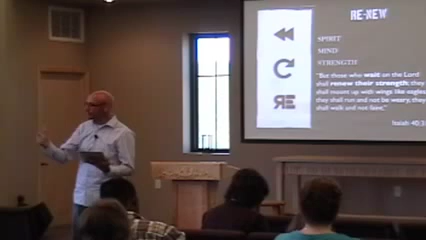 RE-NEW
SPIRIT
MIND
STRENGTH
"But those who wait on the Lord
shall renew their strength; they
shall mount up with wings like eagles,
they shall run and not be weary, they
shall walk and not faint."
Isaiah 40:3
RE